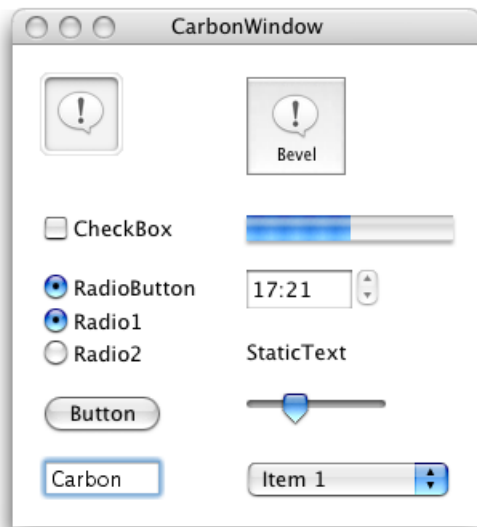 CarbonWindow
!
!
Bevel
CheckBox
RadioButton
17:21
Radio1
Radio2
StaticText
Button
Carbon
Item 1